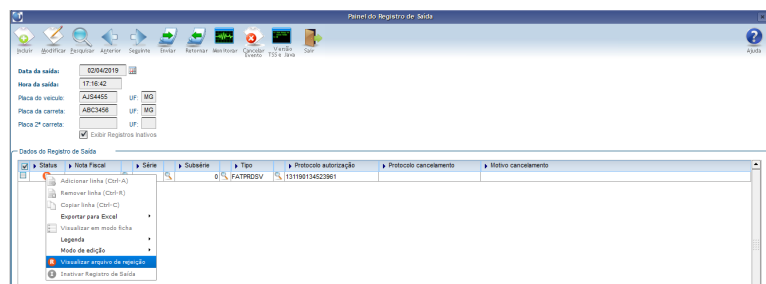 Painel do Registro de Saída
Incluir Modificar Pesquisar Anterior Seguinte Enviar Retornar Monitorar Cancelar Evento Versão TSS e Java Sair Ajuda
Data da saída: 02/04/2019
Hora da saída: 17:16:42
Placa do veiculo: AJS4455 UF: MG
Placa da carreta: ABC3456 UF: MG
Placa 2ª carreta: UF:
Exibir Registros Inativos
Dados do Registro de Saída
Status Nota Fiscal Série Subsérie Tipo Protocolo autorização Protocolo cancelamento Motivo cancelamento
0 FATPRDSV 131190134523961
Adicionar linha (Ctrl-A)
Remover linha (Ctrl-R)
Copiar linha (Ctrl-C)
Exportar para Excel
Visualizar em modo ficha
Legenda
Modo de edição
Visualizar arquivo de rejeição
Inativar Registro de Saída